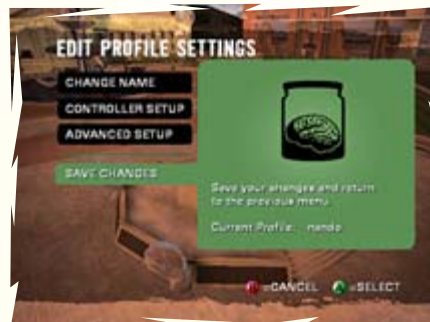 EDIT PROFILE SETTINGS
CHANGE NAME
CONTROLLER SETUP
ADVANCED SETUP
SAVE CHANGES
Save your changes and return
to the previous menu.
Current Profile: nando
B =CANCEL A =SELECT